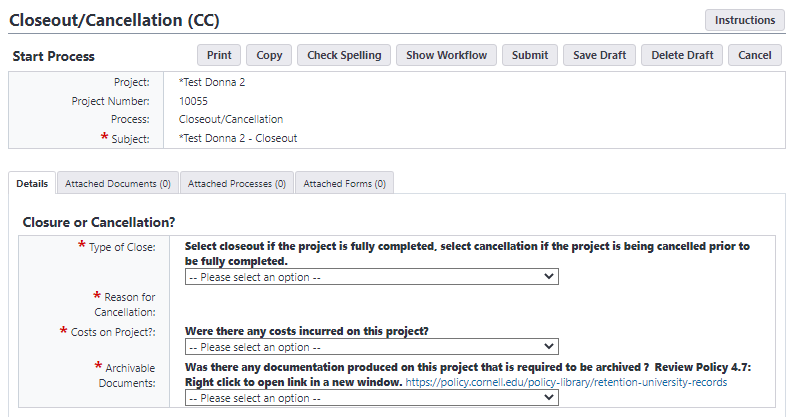 Closeout/Cancellation (CC)
Instructions
Start Process
Print
Copy
Check Spelling
Show Workflow
Submit
Save Draft
Delete Draft
Cancel
Project: *Test Donna 2
Project Number: 10055
Process: Closeout/Cancellation
* Subject: *Test Donna 2 - Closeout
Details
Attached Documents (0)
Attached Processes (0)
Attached Forms (0)
Closure or Cancellation?
* Type of Close: Select closeout if the project is fully completed, select cancellation if the project is being cancelled prior to
be fully completed.
-- Please select an option --
* Reason for
Cancellation:
* Costs on Project?: Were there any costs incurred on this project?
-- Please select an option --
* Archivable Was there any documentation produced on this project that is required to be archived ? Review Policy 4.7:
Documents: Right click to open link in a new window. https://policy.cornell.edu/policy-library/retention-university-records
-- Please select an option --